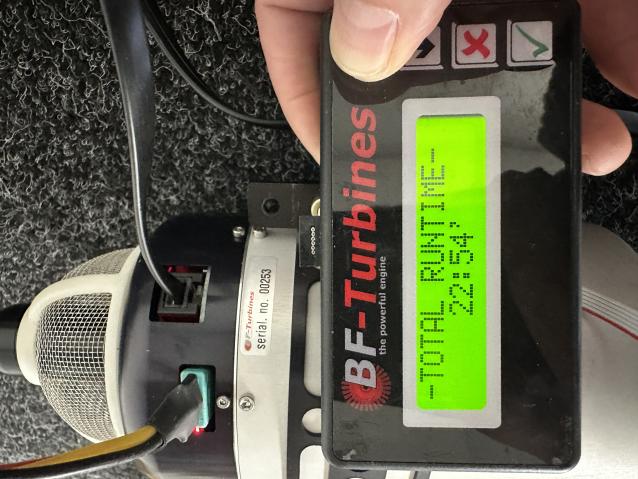 BF-Turbines
the powerful engine
-TOTAL RUNTIME-
22:54'
BF-Turbines
serial. no. 00253